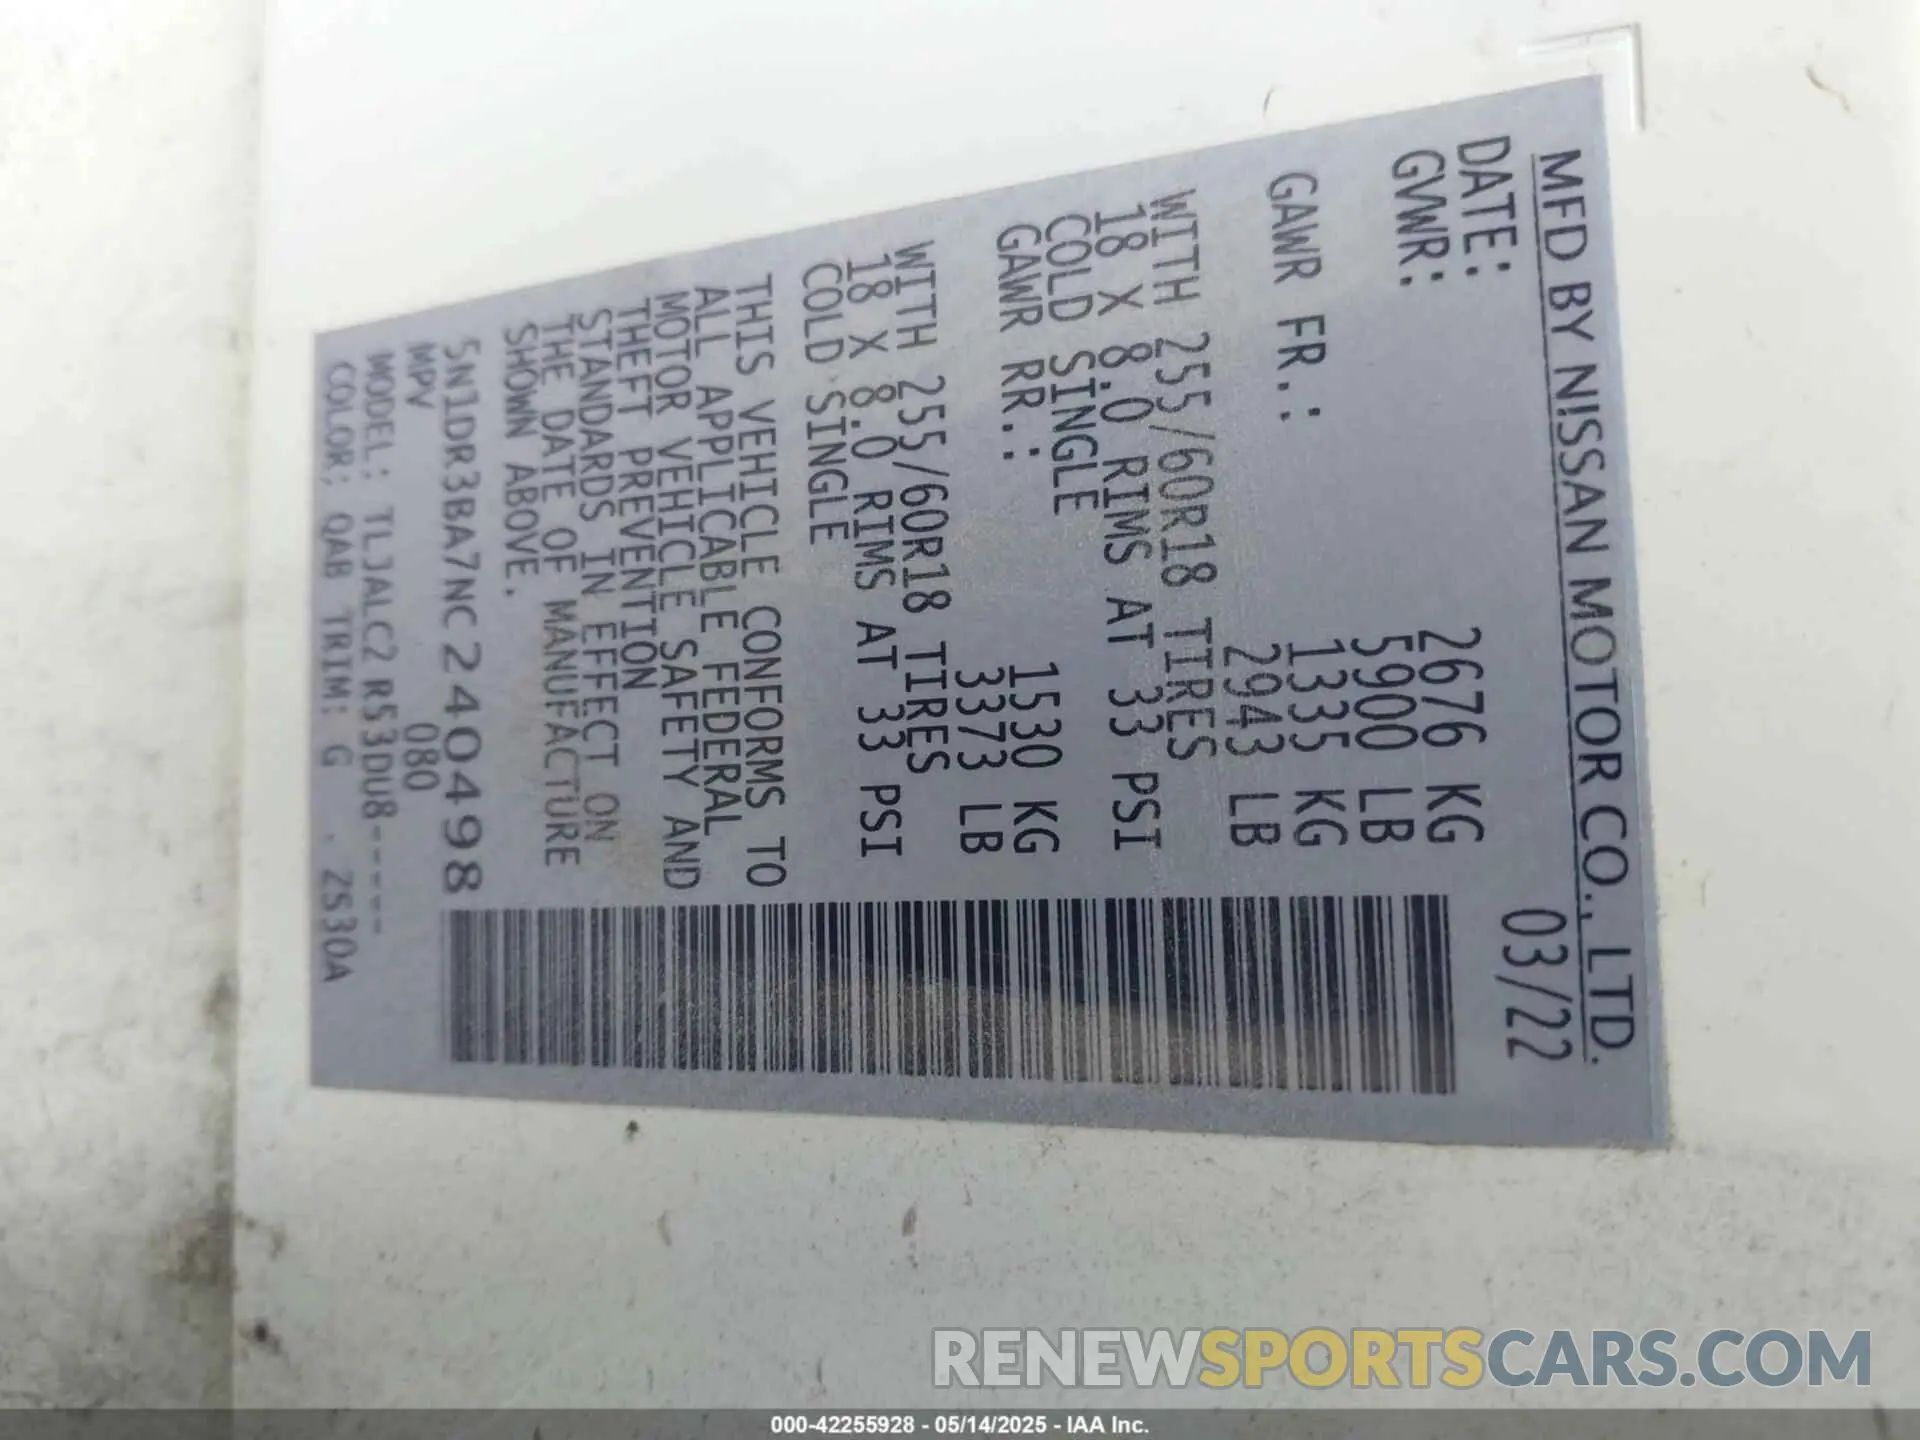 MFD BY NISSAN MOTOR CO., LTD.
DATE: 03/22
GVWR: 2676 KG
5900 LB
GAWR FR.: 1335 KG
2943 LB
WITH 255/60R18 TIRES
18 X 8.0 RIMS AT 33 PSI
COLD SINGLE
GAWR RR.: 1530 KG
3373 LB
WITH 255/60R18 TIRES
18 X 8.0 RIMS AT 33 PSI
COLD SINGLE
THIS VEHICLE CONFORMS TO
ALL APPLICABLE FEDERAL
MOTOR VEHICLE SAFETY AND
THEFT PREVENTION
STANDARDS IN EFFECT ON
THE DATE OF MANUFACTURE
SHOWN ABOVE.
5N1DR3BA7NC240498
MPV 080
MODEL: TLJALC2 R53DU8-----
COLOR: QAB TRIM: G . ZS30A
RENEWSPORTSCARS.COM
000-42255928 - 05/14/2025 - IAA Inc.